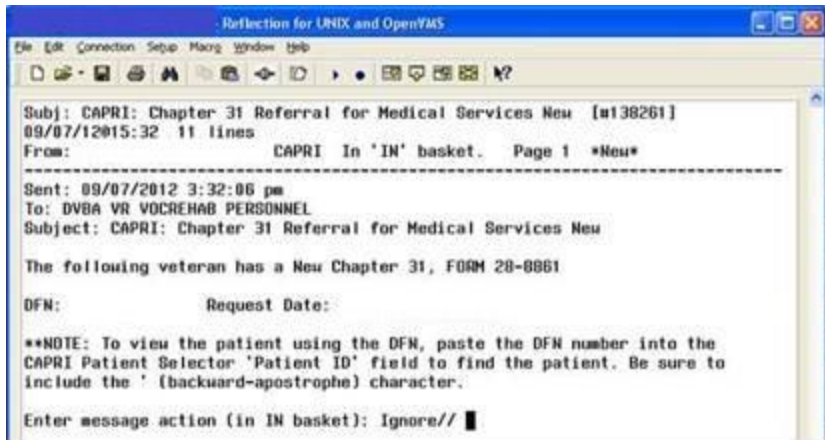 - Reflection for UNIX and OpenVMS
File Edit Connection Setup Macro Window Help
Subj: CAPRI: Chapter 31 Referral for Medical Services New [#138261]
09/07/12@15:32 11 lines
From: CAPRI In 'IN' basket. Page 1 *New*
Sent: 09/07/2012 3:32:06 pm
To: DVBA VR VOCREHAB PERSONNEL
Subject: CAPRI: Chapter 31 Referral for Medical Services New
The following veteran has a New Chapter 31, FORM 28-8861
DFN: Request Date:
**NOTE: To view the patient using the DFN, paste the DFN number into the
CAPRI Patient Selector 'Patient ID' field to find the patient. Be sure to
include the ' (backward-apostrophe) character.
Enter message action (in IN basket): Ignore//